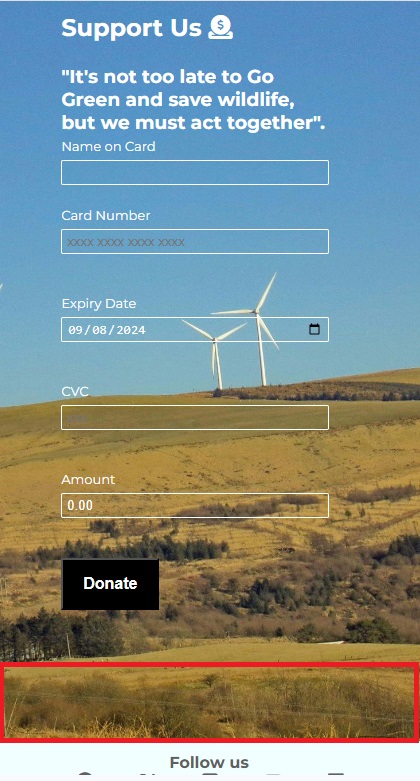 Support Us
"It's not too late to Go
Green and save wildlife,
but we must act together".
Name on Card
Card Number
xxxx xxxx xxxx xxxx
Expiry Date
09/08/2024
CVC
Amount
0.00
Donate
Follow us